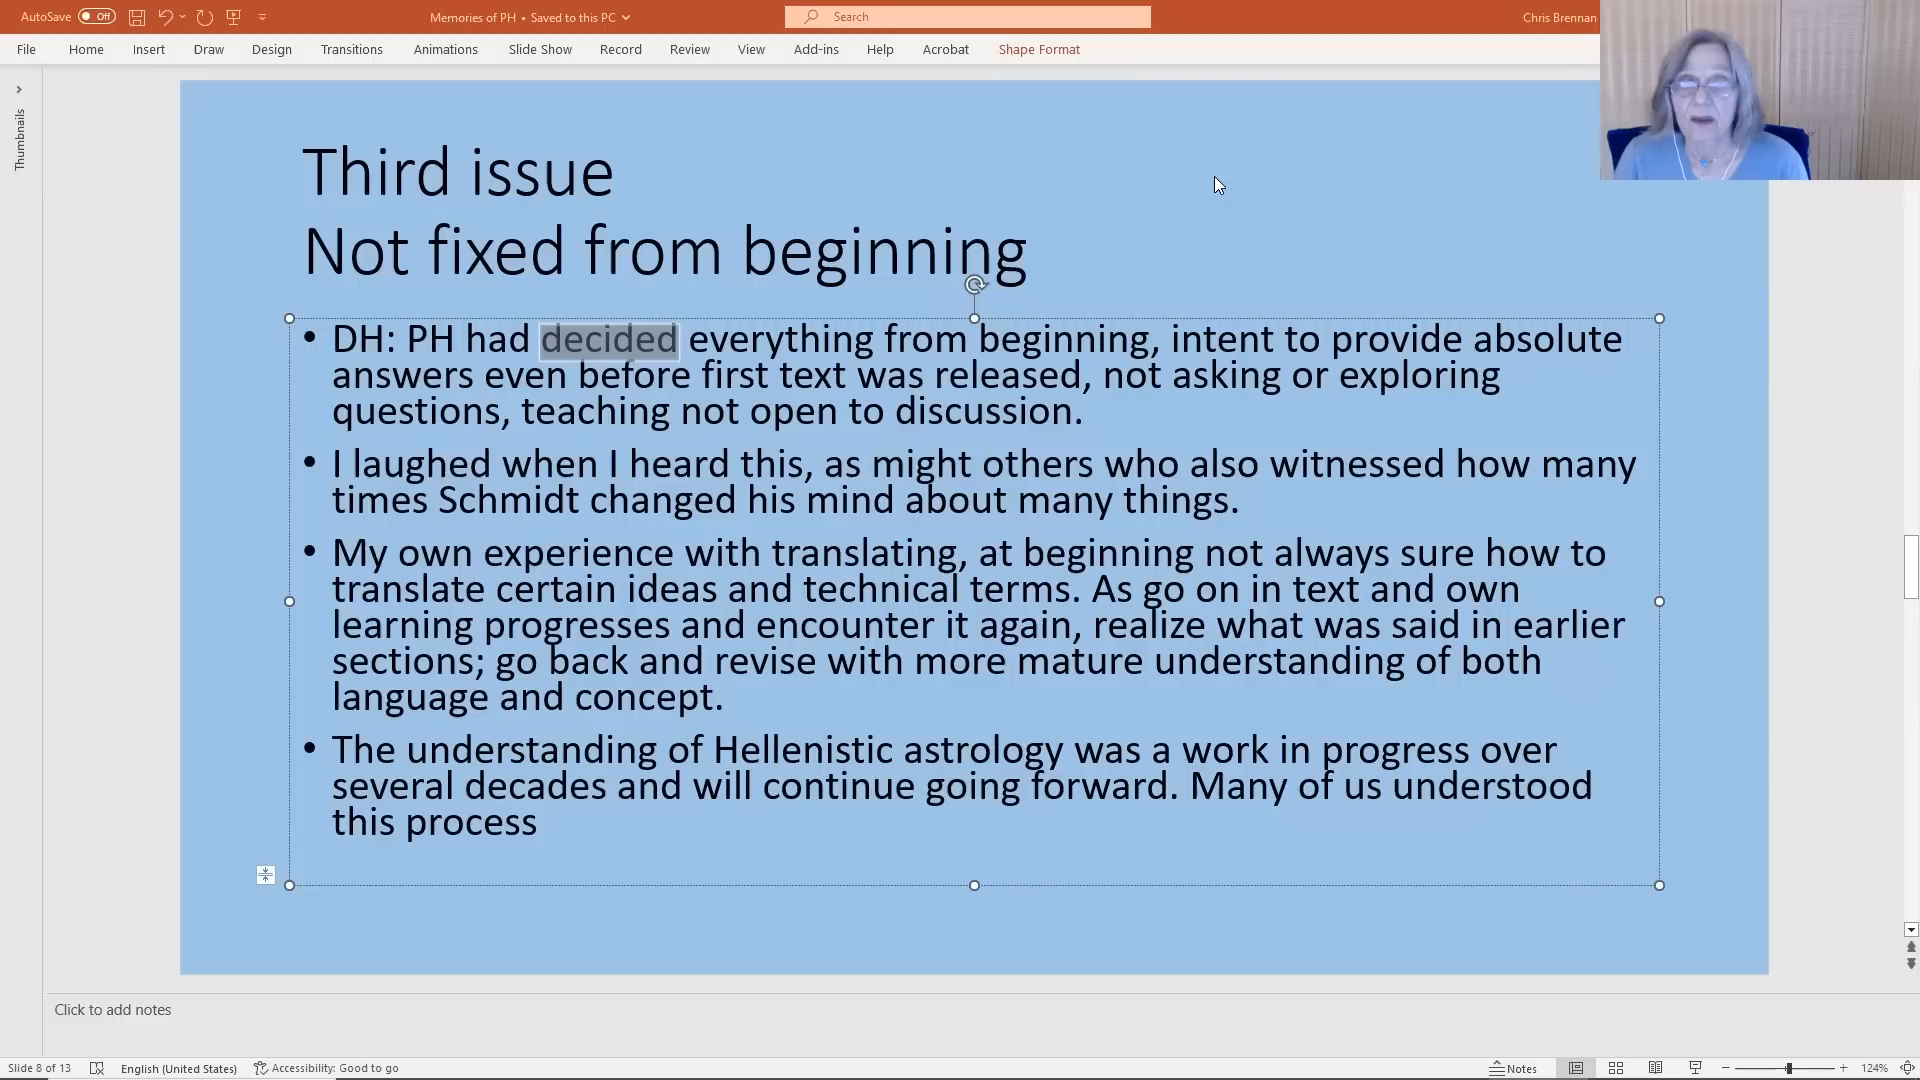 AutoSave Off Memories of PH • Saved to this PC Search Chris Brennan
File Home Insert Draw Design Transitions Animations Slide Show Record Review View Add-ins Help Acrobat Shape Format
Thumbnails
Third issue
Not fixed from beginning
• DH: PH had decided everything from beginning, intent to provide absolute
answers even before first text was released, not asking or exploring
questions, teaching not open to discussion.
• I laughed when I heard this, as might others who also witnessed how many
times Schmidt changed his mind about many things.
• My own experience with translating, at beginning not always sure how to
translate certain ideas and technical terms. As go on in text and own
learning progresses and encounter it again, realize what was said in earlier
sections; go back and revise with more mature understanding of both
language and concept.
• The understanding of Hellenistic astrology was a work in progress over
several decades and will continue going forward. Many of us understood
this process
Click to add notes
Slide 8 of 13 English (United States) Accessibility: Good to go Notes 124%